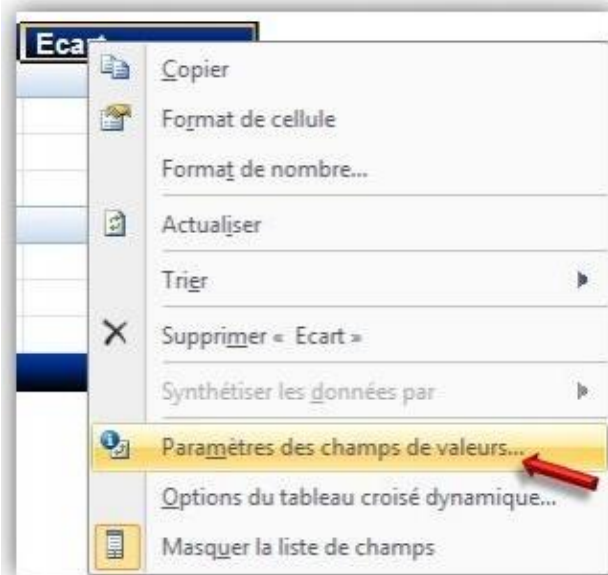 Ecart
Copier
Format de cellule
Format de nombre...
Actualiser
Trier
Supprimer « Ecart »
Synthétiser les données par
Paramètres des champs de valeurs...
Options du tableau croisé dynamique...
Masquer la liste de champs